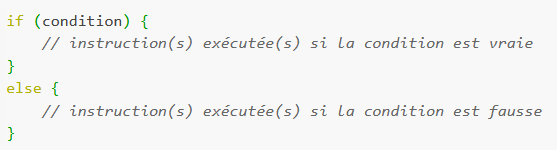 if (condition) {
    // instruction(s) exécutée(s) si la condition est vraie
}
else {
    // instruction(s) exécutée(s) si la condition est fausse
}